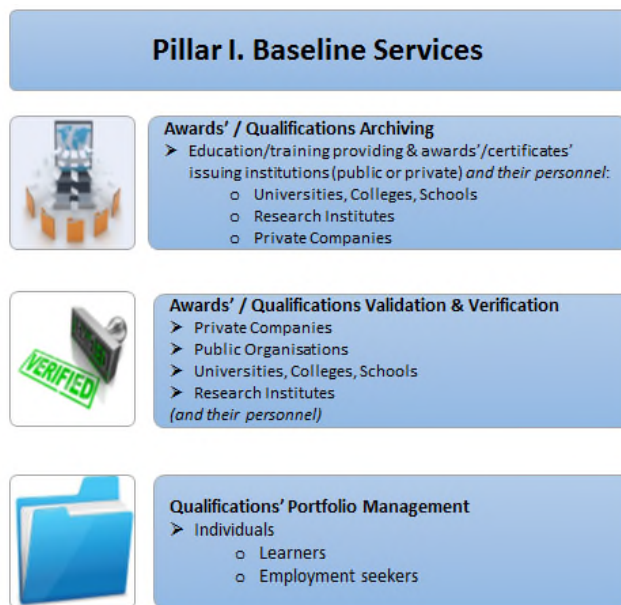 Pillar I. Baseline Services
Awards' / Qualifications Archiving
➤ Education/training providing & awards'/certificates'
issuing institutions (public or private) and their personnel:
o Universities, Colleges, Schools
o Research Institutes
o Private Companies
VERIFIED
Awards' / Qualifications Validation & Verification
➤ Private Companies
➤ Public Organisations
➤ Universities, Colleges, Schools
➤ Research Institutes
(and their personnel)
Qualifications' Portfolio Management
➤ Individuals
o Learners
o Employment seekers